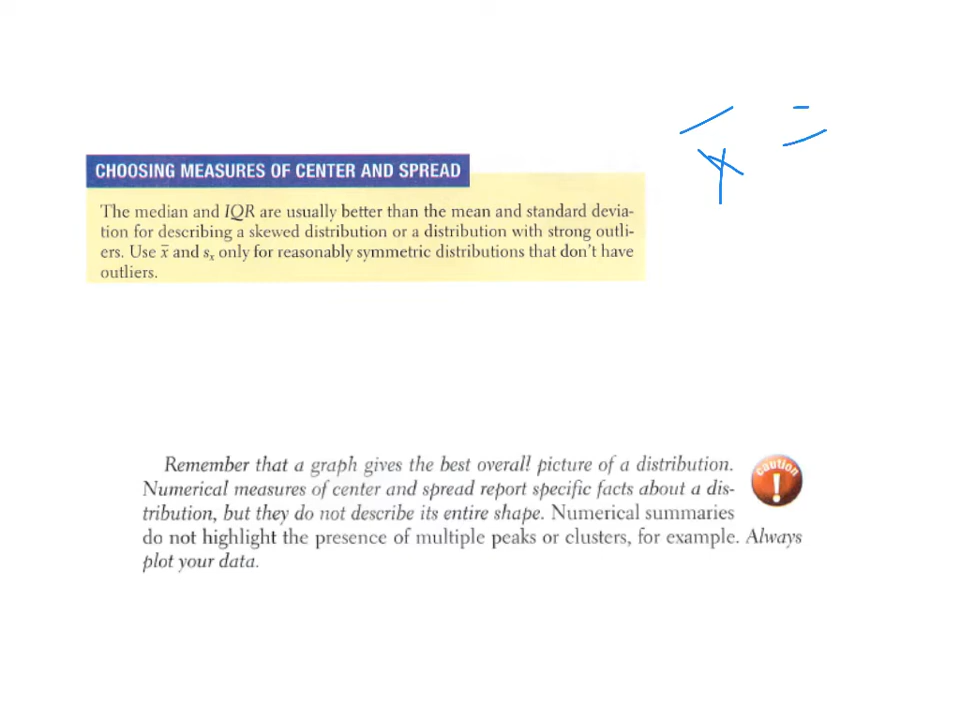 x̄ =
CHOOSING MEASURES OF CENTER AND SPREAD
The median and IQR are usually better than the mean and standard devia-
tion for describing a skewed distribution or a distribution with strong outli-
ers. Use x̄ and sₓ only for reasonably symmetric distributions that don't have
outliers.
Remember that a graph gives the best overall picture of a distribution.
Numerical measures of center and spread report specific facts about a dis-
tribution, but they do not describe its entire shape. Numerical summaries
do not highlight the presence of multiple peaks or clusters, for example. Always
plot your data.
caution
!